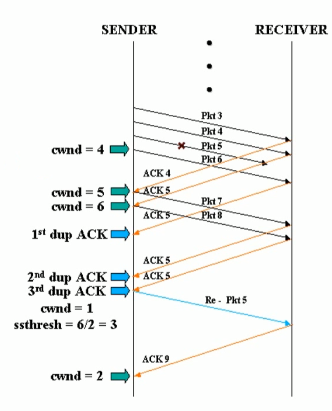 SENDER
RECEIVER
Pkt 3
Pkt 4
Pkt 5
cwnd = 4
Pkt 6
ACK 4
cwnd = 5
ACK 5
cwnd = 6
Pkt 7
ACK 5
Pkt 8
1st dup ACK
ACK 5
2nd dup ACK
ACK 5
3rd dup ACK
Re - Pkt 5
cwnd = 1
ssthresh = 6/2 = 3
ACK 9
cwnd = 2